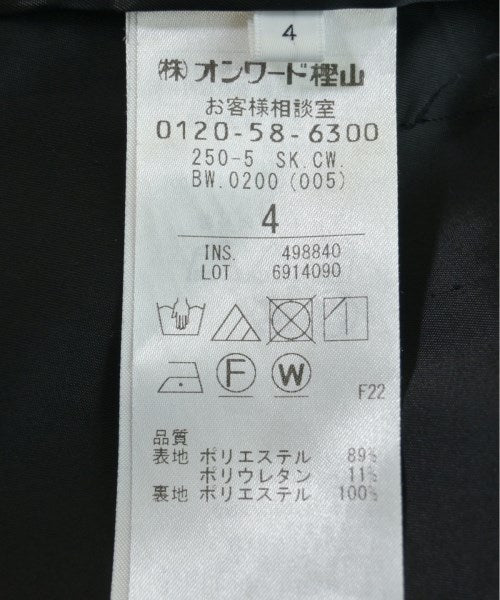 4
(株)オンワード樫山
お客様相談室
0120-58-6300
250-5 SK.CW.
BW.0200(005)
4
INS. 498840
LOT 6914090
F W
F22
品質
表地 ポリエステル 89%
ポリウレタン 11%
裏地 ポリエステル 100%